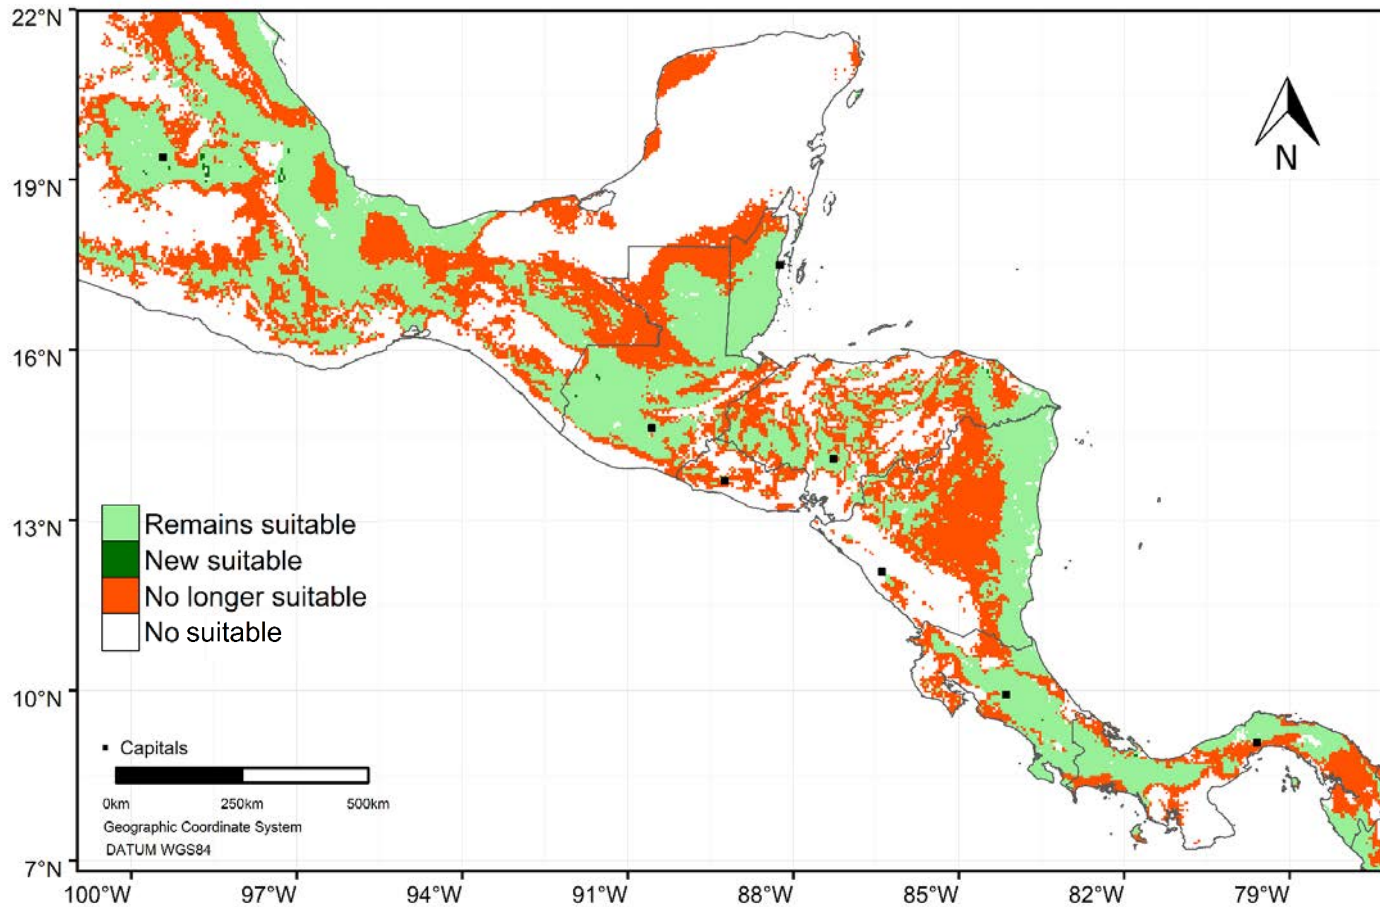 22°N
19°N
16°N
13°N
10°N
7°N
N
Remains suitable
New suitable
No longer suitable
No suitable
Capitals
0km 250km 500km
Geographic Coordinate System
DATUM WGS84
100°W 97°W 94°W 91°W 88°W 85°W 82°W 79°W